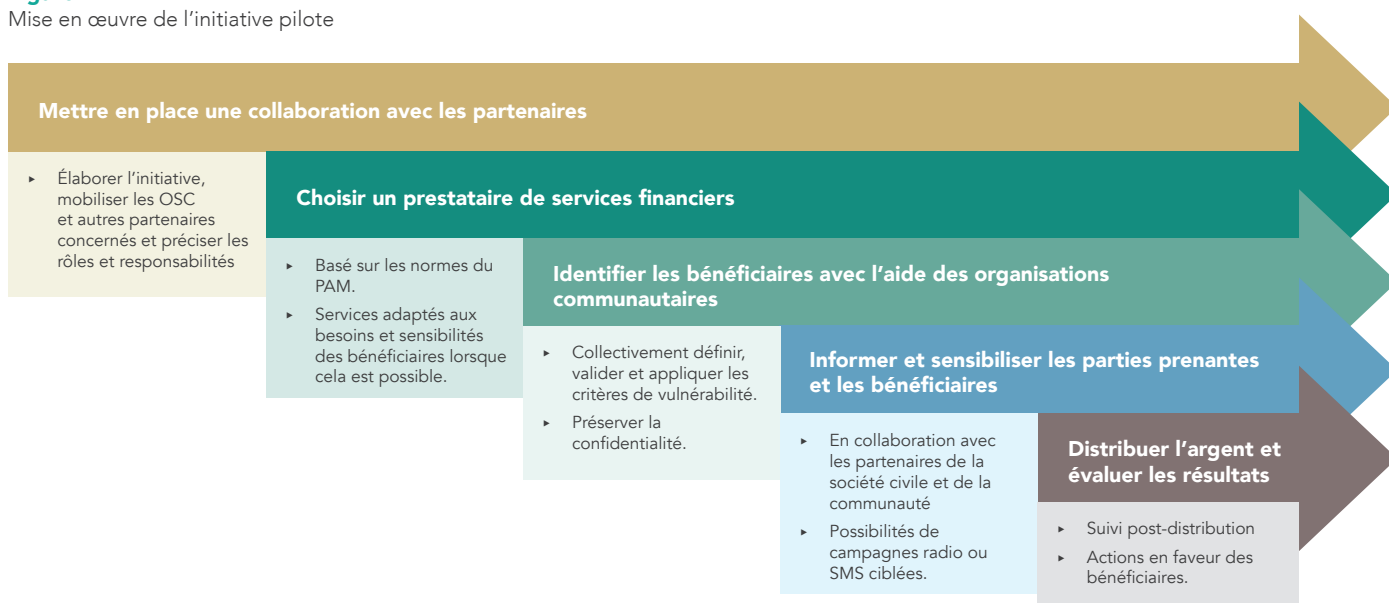 Mise en œuvre de l’initiative pilote
Mettre en place une collaboration avec les partenaires
▸ Élaborer l’initiative,
mobiliser les OSC
et autres partenaires
concernés et préciser les
rôles et responsabilités
Choisir un prestataire de services financiers
▸ Basé sur les normes du
PAM.
▸ Services adaptés aux
besoins et sensibilités
des bénéficiaires lorsque
cela est possible.
Identifier les bénéficiaires avec l’aide des organisations
communautaires
▸ Collectivement définir,
valider et appliquer les
critères de vulnérabilité.
▸ Préserver la
confidentialité.
Informer et sensibiliser les parties prenantes
et les bénéficiaires
▸ En collaboration avec
les partenaires de la
société civile et de la
communauté
▸ Possibilités de
campagnes radio ou
SMS ciblées.
Distribuer l’argent et
évaluer les résultats
▸ Suivi post-distribution
▸ Actions en faveur des
bénéficiaires.